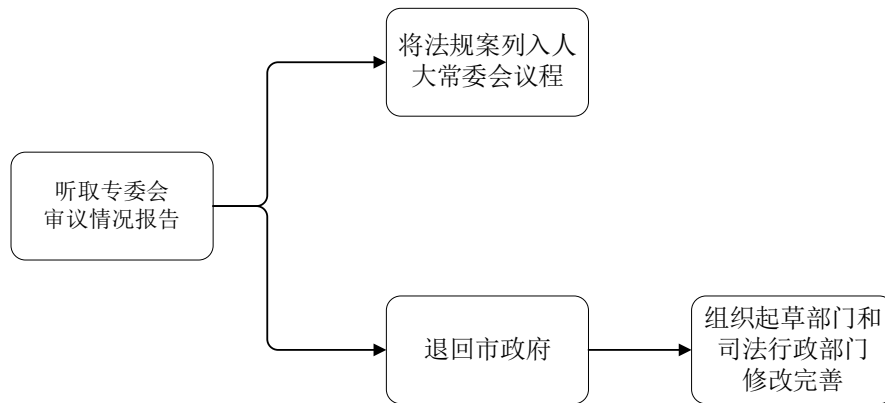 将法规案列入人
大常委会议程
听取专委会
审议情况报告
退回市政府
组织起草部门和
司法行政部门
修改完善